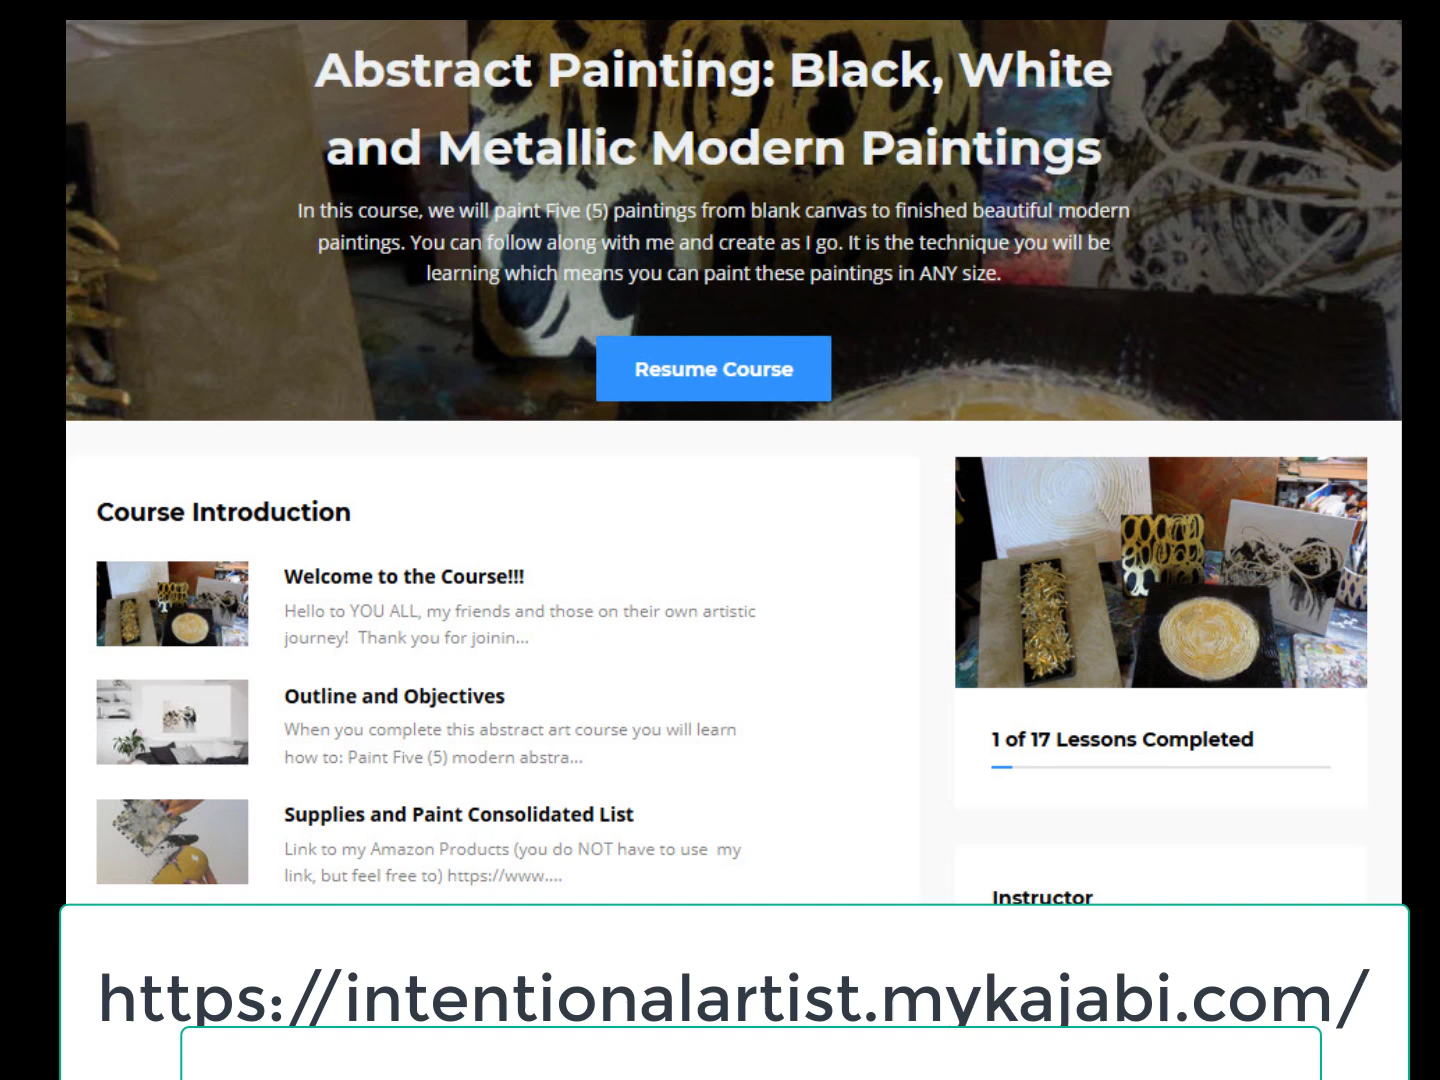 Abstract Painting: Black, White
and Metallic Modern Paintings
In this course, we will paint Five (5) paintings from blank canvas to finished beautiful modern
paintings. You can follow along with me and create as I go. It is the technique you will be
learning which means you can paint these paintings in ANY size.
Resume Course
Course Introduction
Welcome to the Course!!!
Hello to YOU ALL, my friends and those on their own artistic
journey!  Thank you for joinin...
Outline and Objectives
When you complete this abstract art course you will learn
how to: Paint Five (5) modern abstra...
Supplies and Paint Consolidated List
Link to my Amazon Products (you do NOT have to use  my
link, but feel free to) https://www....
1 of 17 Lessons Completed
Instructor
https://intentionalartist.mykajabi.com/